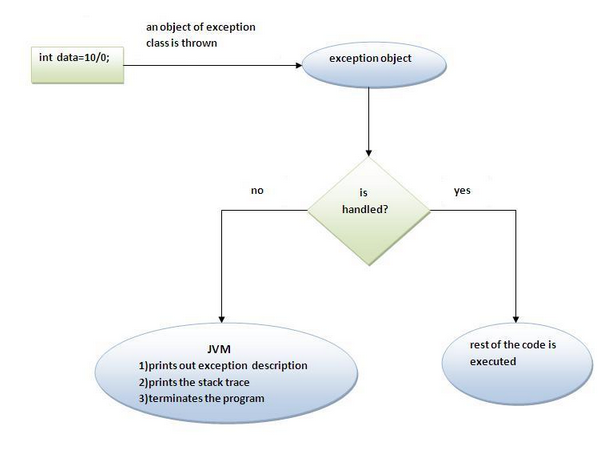 an object of exception
class is thrown
int data=10/0;
exception object
is
handled?
no
yes
JVM
1)prints out exception description
2)prints the stack trace
3)terminates the program
rest of the code is
executed